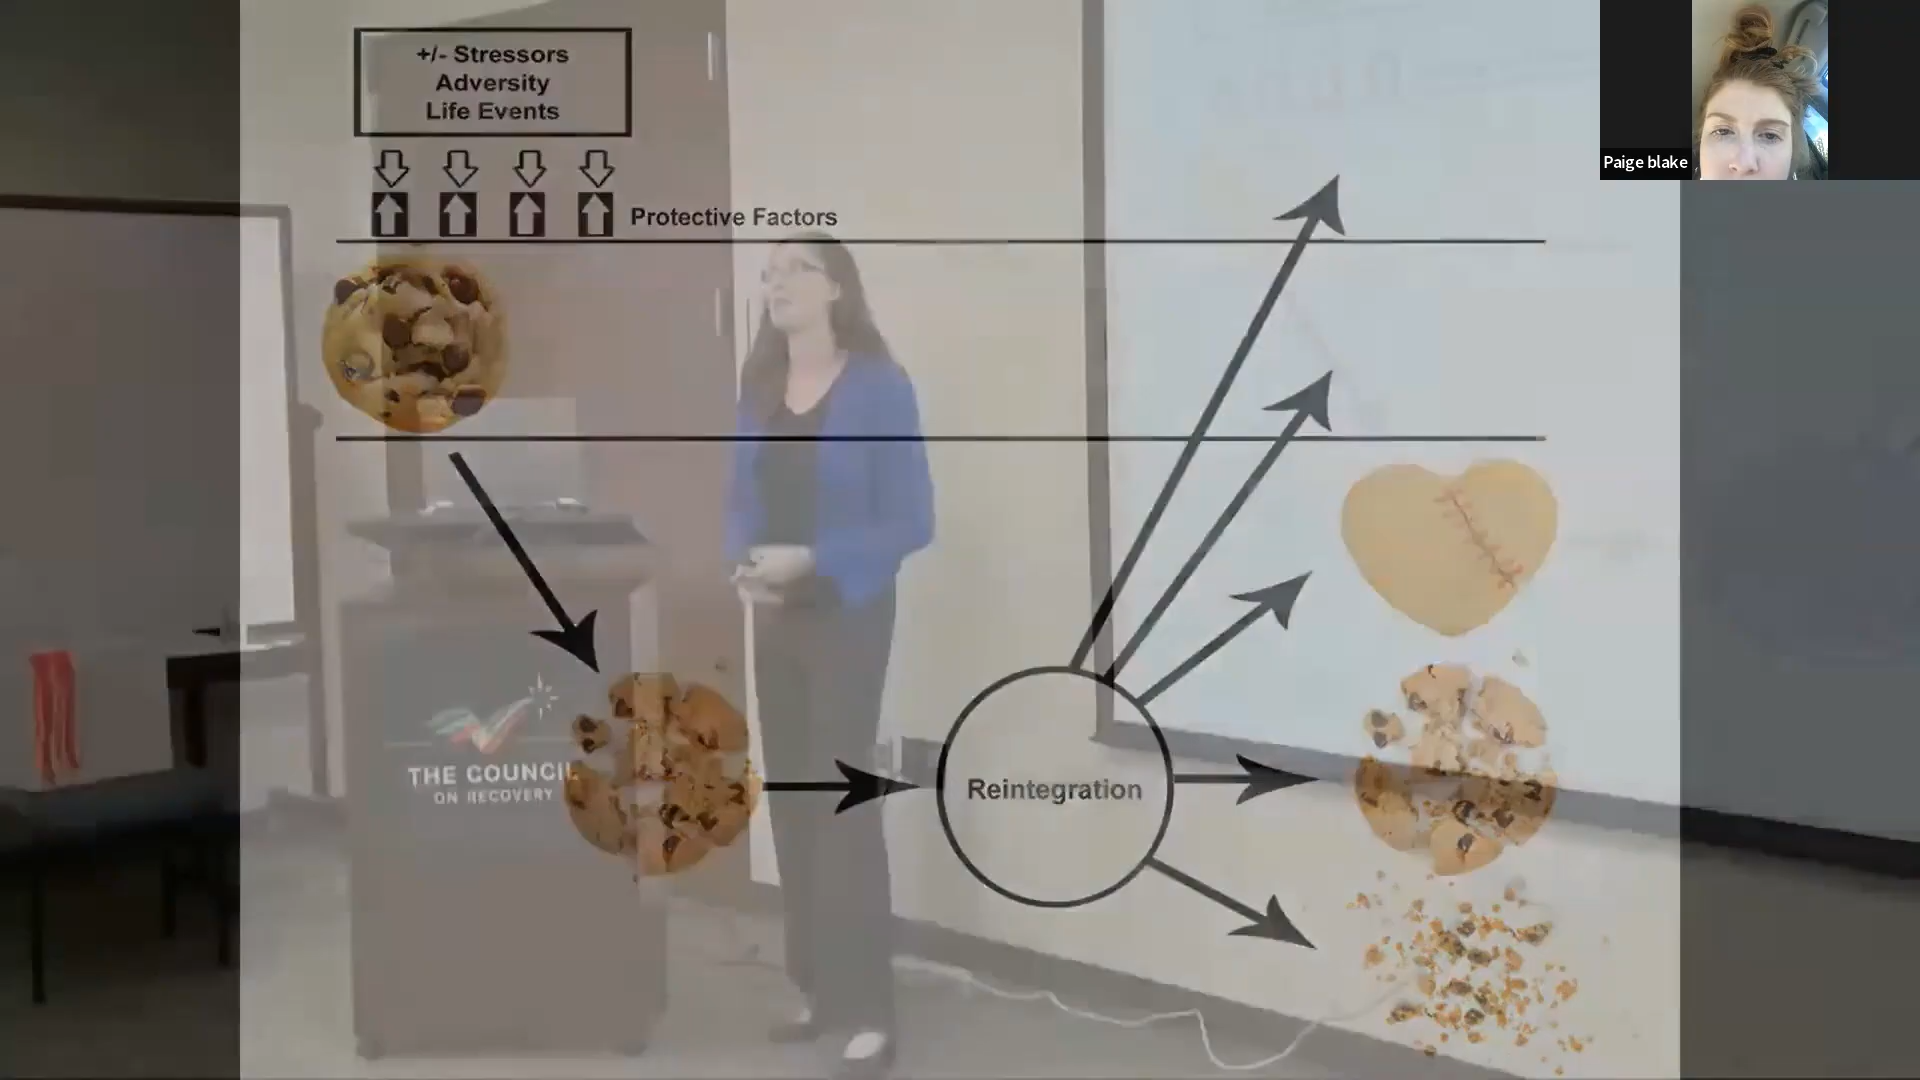 +/- Stressors
Adversity
Life Events
Protective Factors
Paige blake
THE COUNCIL
ON RECOVERY
Reintegration